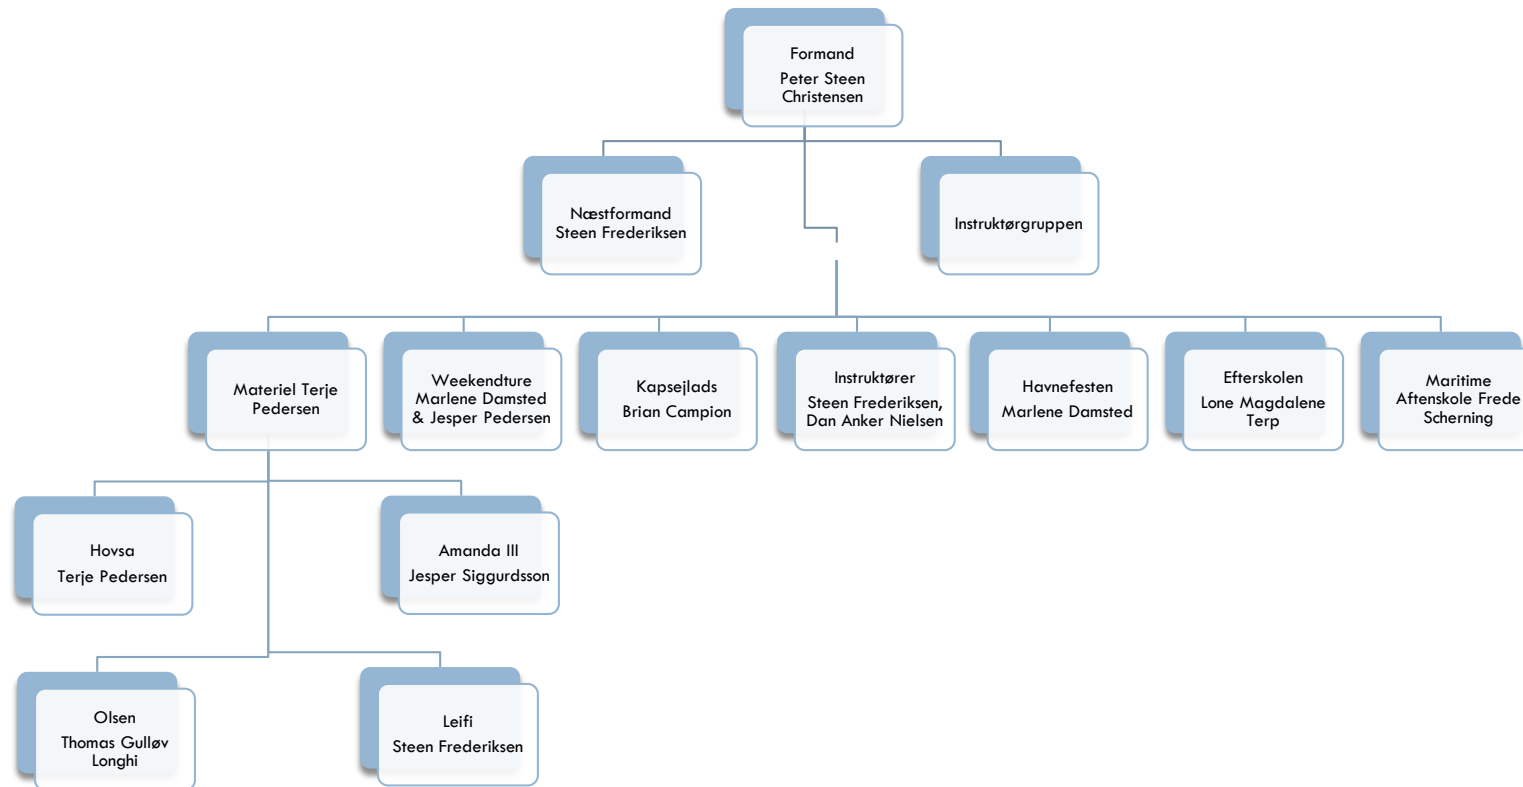 Formand
Peter Steen
Christensen
Næstformand
Steen Frederiksen
Instruktørgruppen
Materiel Terje
Pedersen
Weekendture
Marlene Damsted
& Jesper Pedersen
Kapsejlads
Brian Campion
Instruktører
Steen Frederiksen,
Dan Anker Nielsen
Havnefesten
Marlene Damsted
Efterskolen
Lone Magdalene
Terp
Maritime
Aftenskole Frede
Scherning
Hovsa
Terje Pedersen
Amanda III
Jesper Siggurdsson
Olsen
Thomas Gulløv
Longhi
Leifi
Steen Frederiksen